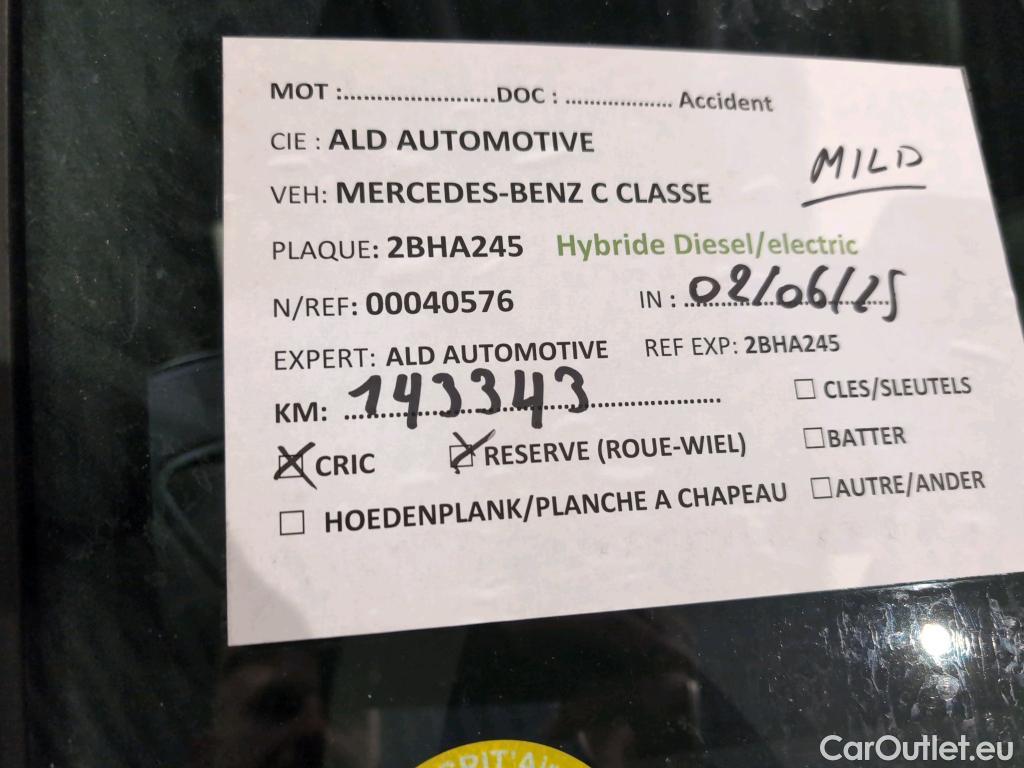 MOT :........................DOC : .................. Accident
CIE : ALD AUTOMOTIVE
MILD
VEH: MERCEDES-BENZ C CLASSE
PLAQUE: 2BHA245 Hybride Diesel/electric
N/REF: 00040576 IN : 02/06/25
EXPERT: ALD AUTOMOTIVE REF EXP: 2BHA245
KM: 143343
☐ CLES/SLEUTELS
☒ CRIC ☒ RESERVE (ROUE-WIEL) ☐ BATTER
☐ HOEDENPLANK/PLANCHE A CHAPEAU ☐ AUTRE/ANDER
CarOutlet.eu